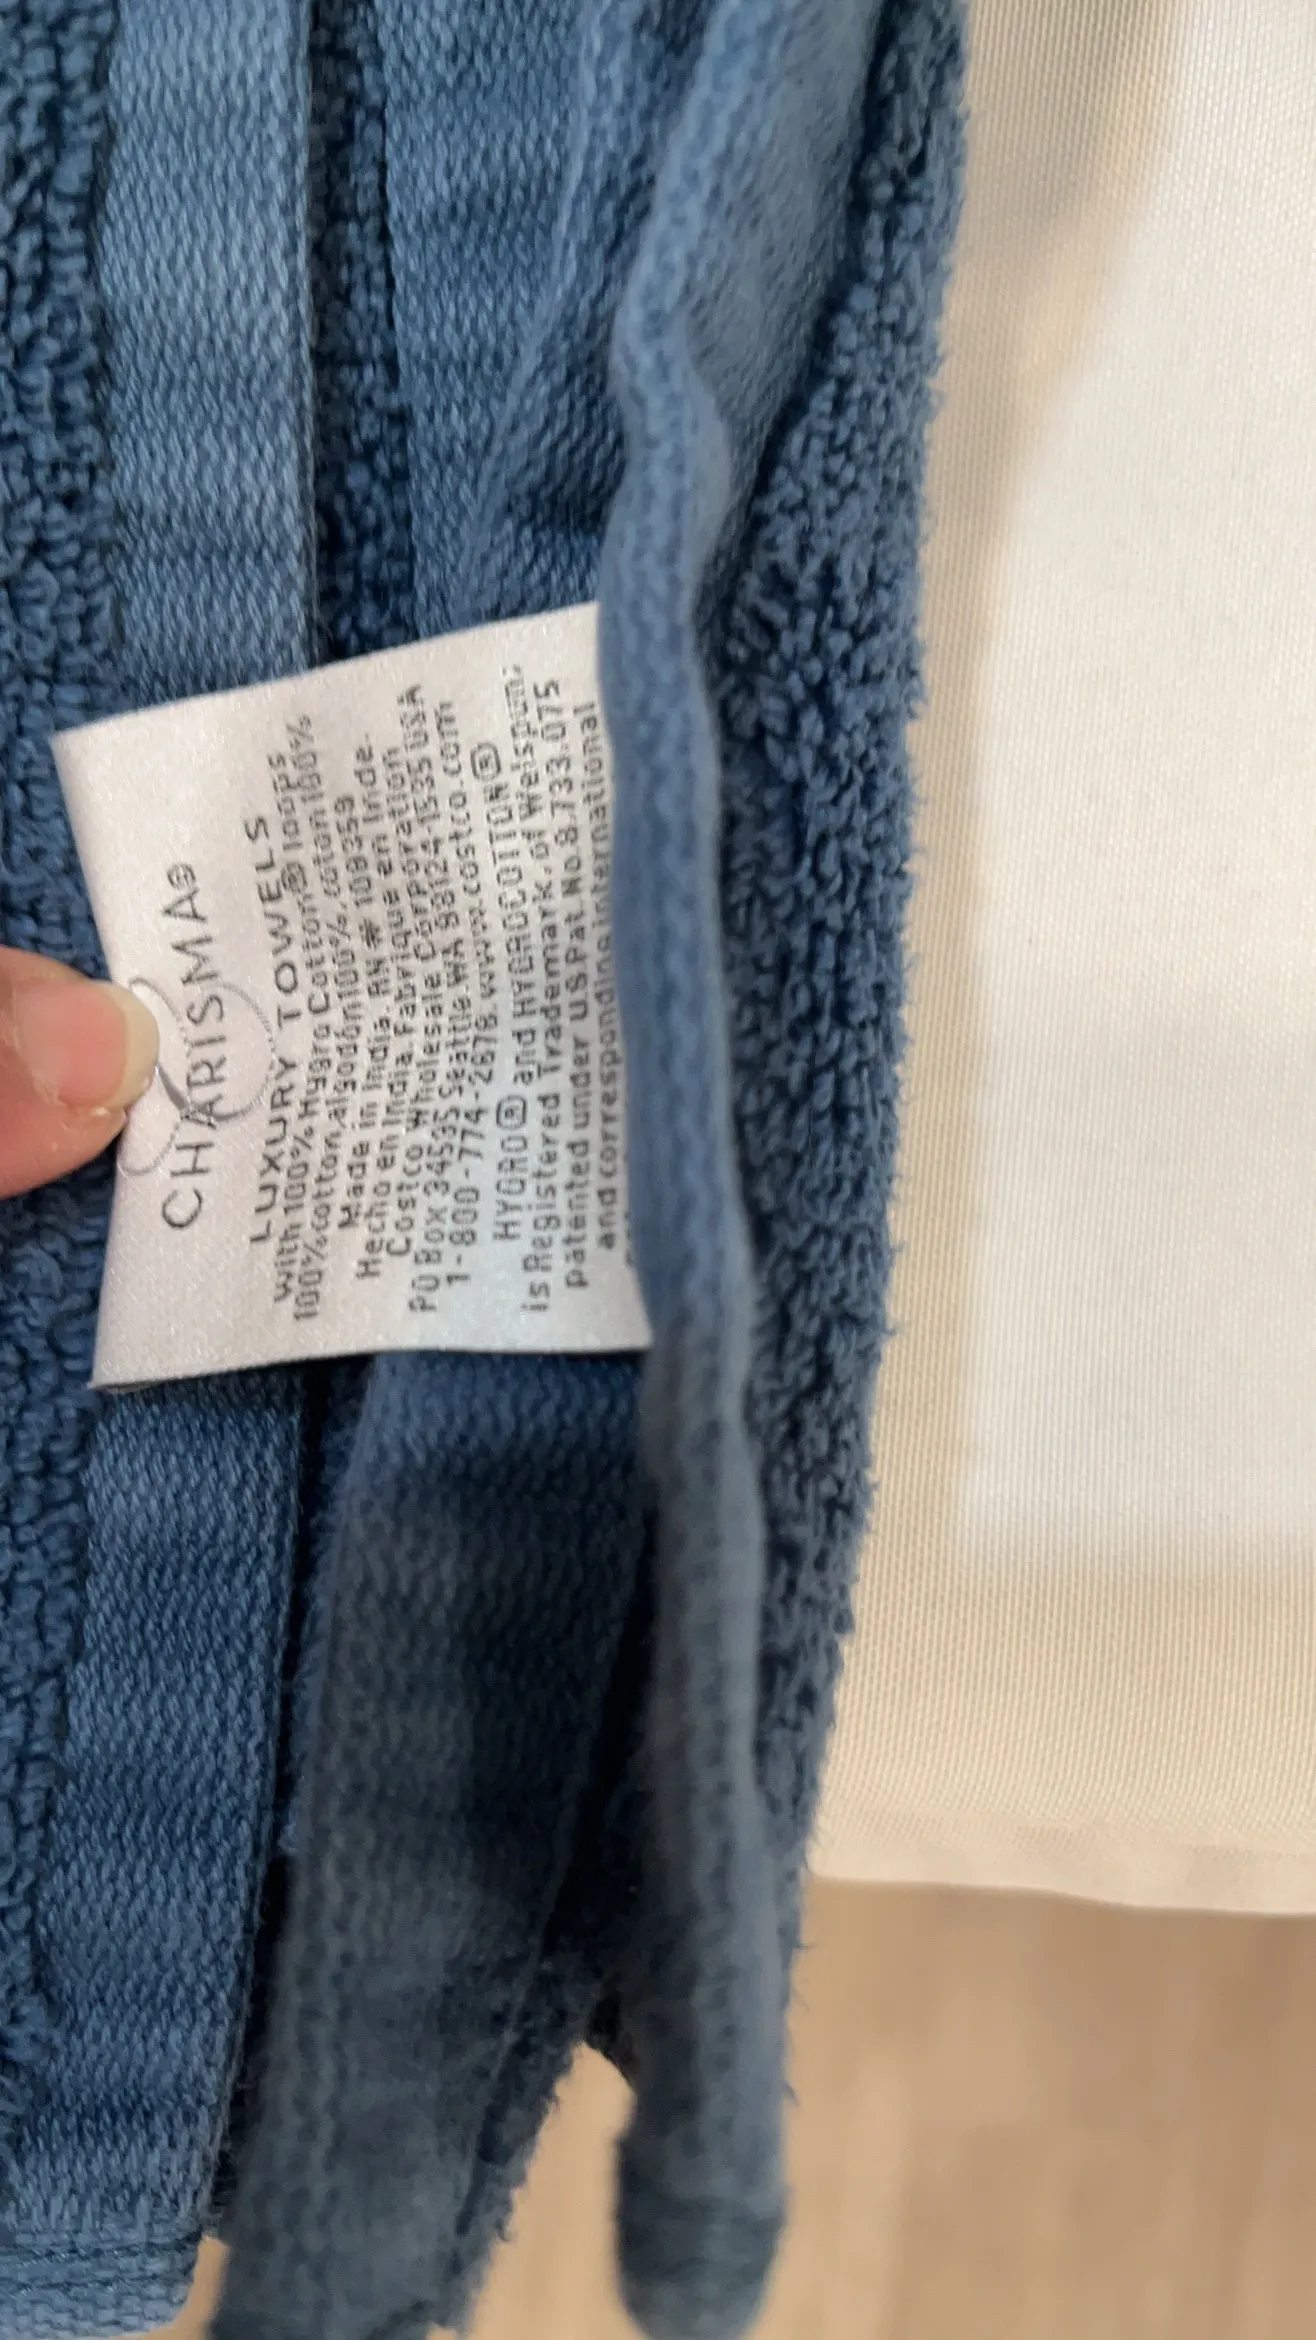 CHARISMA®
LUXURY TOWELS
With 100% Hygro Cotton® loops
100% cotton, algodón 100%, coton 100%
Made in India. RN # 109359
Hecho en India. Fabrique en Inde.
Costco Wholesale Corporation
PO Box 34535 Seattle, WA 98124-1535 USA
1-800-774-2678. www.costco.com
HYGRO® and HYGROCOTTON®
is Registered Trademark, of Welspun;
patented under US Pat. No. 8,733,075
and corresponding international